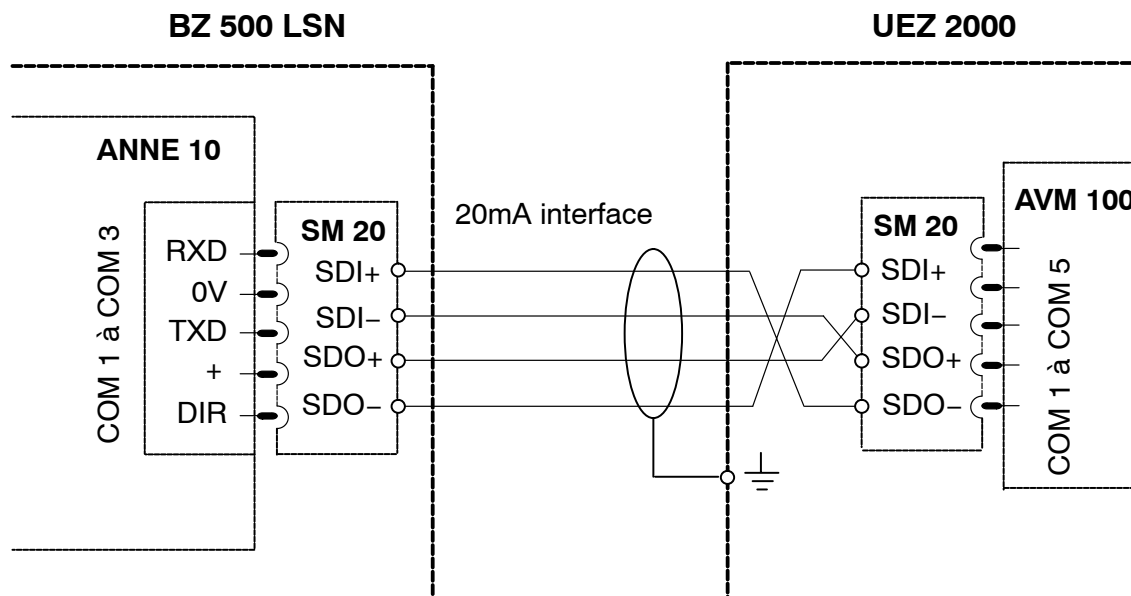 BZ 500 LSN
UEZ 2000
ANNE 10
COM 1 à COM 3
RXD
0V
TXD
+
DIR
SM 20
SDI+
SDI−
SDO+
SDO−
20mA interface
SM 20
SDI+
SDI−
SDO+
SDO−
AVM 100
COM 1 à COM 5